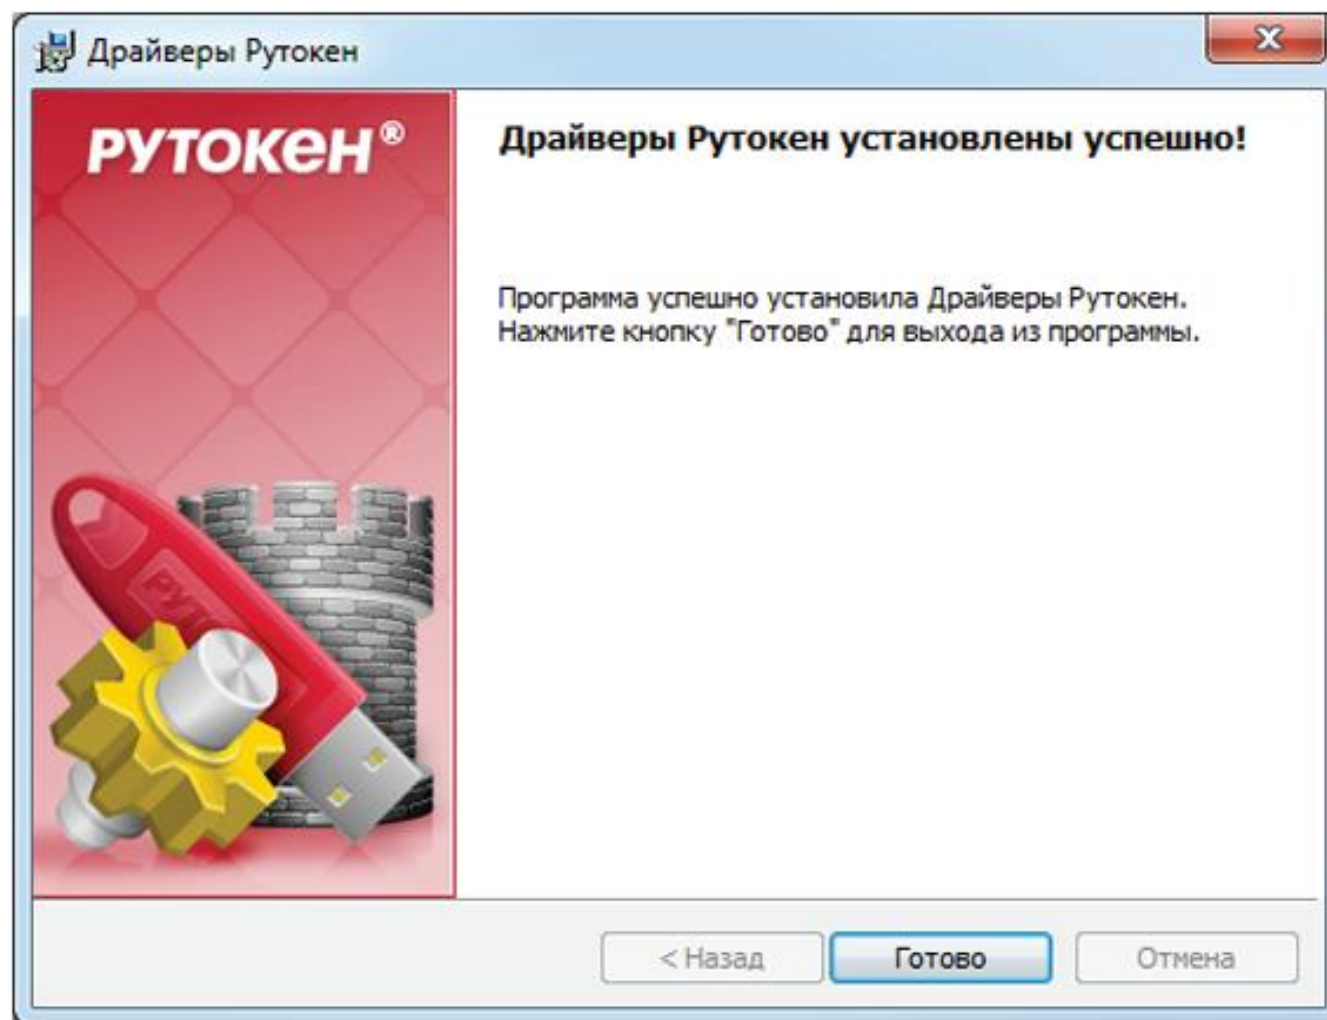 Драйверы Рутокен
РУТОКЕН®
Драйверы Рутокен установлены успешно!
Программа успешно установила Драйверы Рутокен.
Нажмите кнопку "Готово" для выхода из программы.
РУТО
< Назад
Готово
Отмена